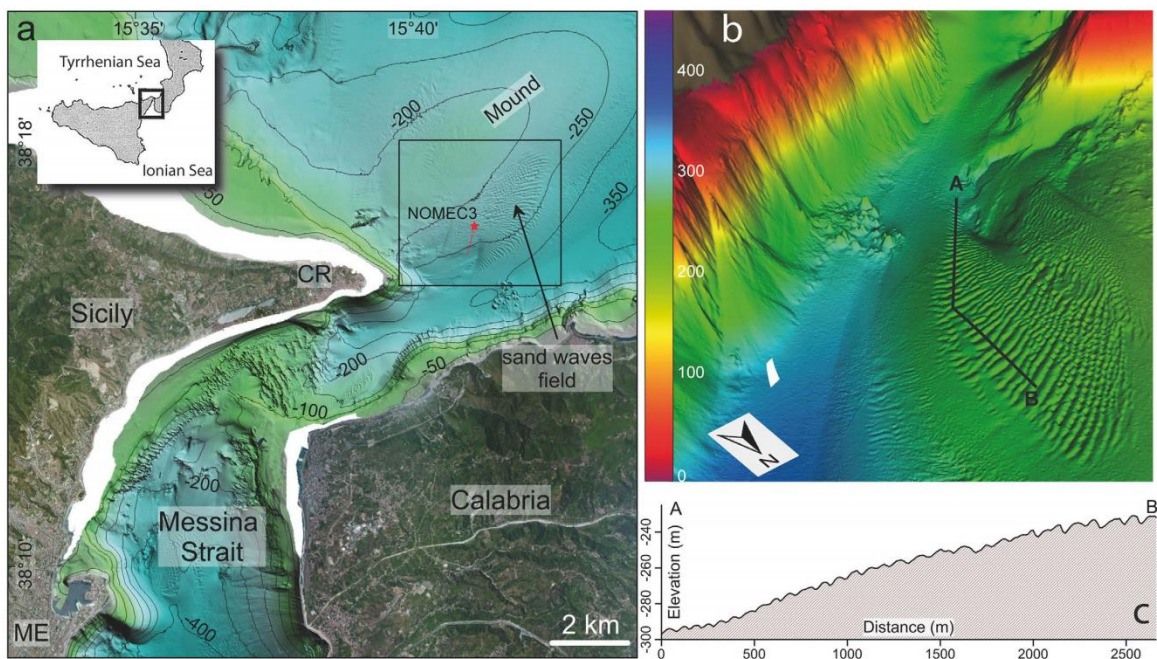 a
15°35'
15°40'
Tyrrhenian Sea
Ionian Sea
38°18'
-200
Mound
-250
-350
-50
NOMEC3
CR
Sicily
-200
-50
sand waves
field
-100
-200
Messina
Strait
Calabria
38°10'
ME
-400
2 km
b
400
300
200
100
0
A
B
N
A
B
-240
-260
-280
-300
Elevation (m)
0
500
1000
1500
2000
2500
Distance (m)
C